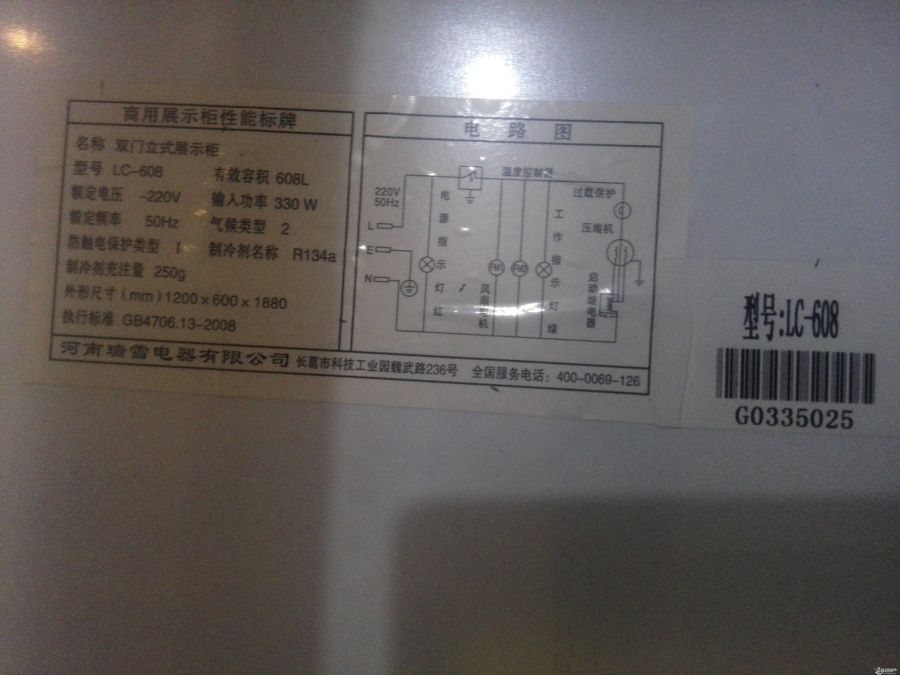 商用展示柜性能标牌
名称 双门立式展示柜
型号 LC-608 有效容积 608L
额定电压 ~220V 输入功率 330 W
额定频率 50Hz 气候类型 2
防触电保护类型 I 制冷剂名称 R134a
制冷剂充注量 250g
外形尺寸(mm)1200×600×1880
执行标准 GB4706.13-2008
电路图
220V
50Hz
L
E
N
电源指示灯红
温度控制器
风扇电机
FM1
FM2
工作指示灯绿
过载保护
压缩机
启动继电器
河南瑞雪电器有限公司 长葛市科技工业园魏武路236号 全国服务电话:400-0069-126
型号:LC-608
G0335025